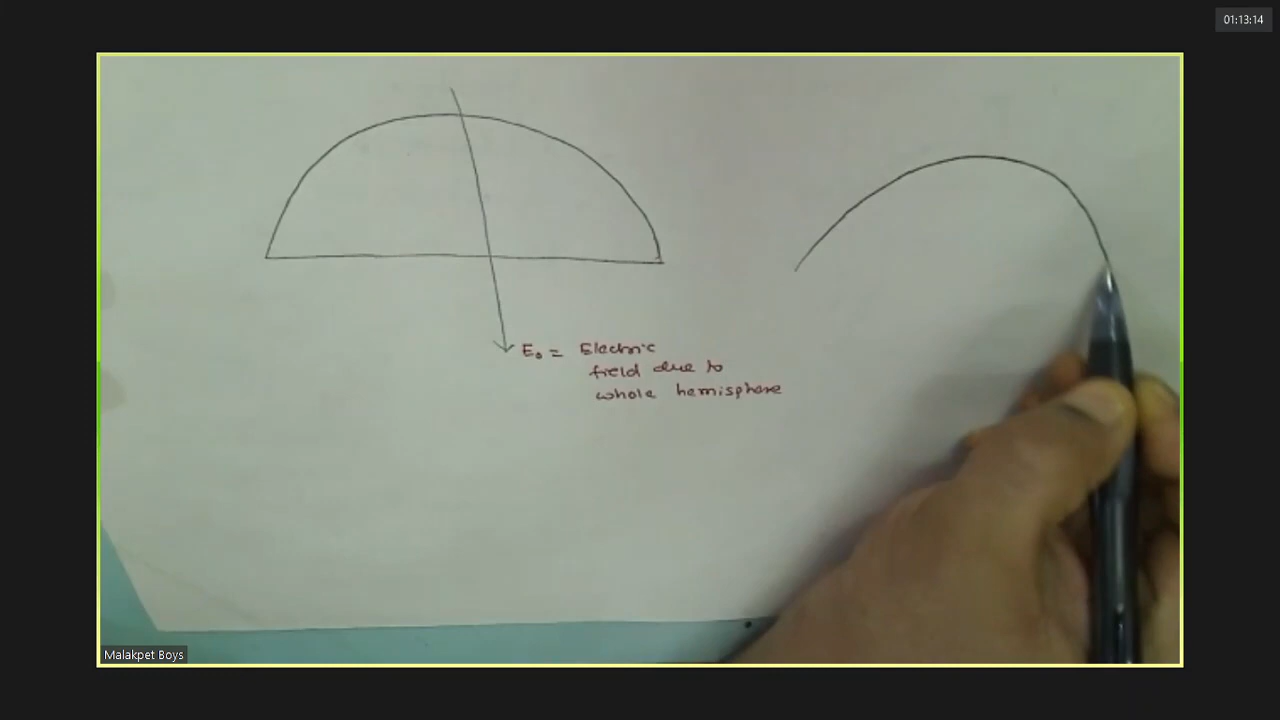 01:13:14
E₀ = Electric
field due to
whole hemisphere
Malakpet Boys